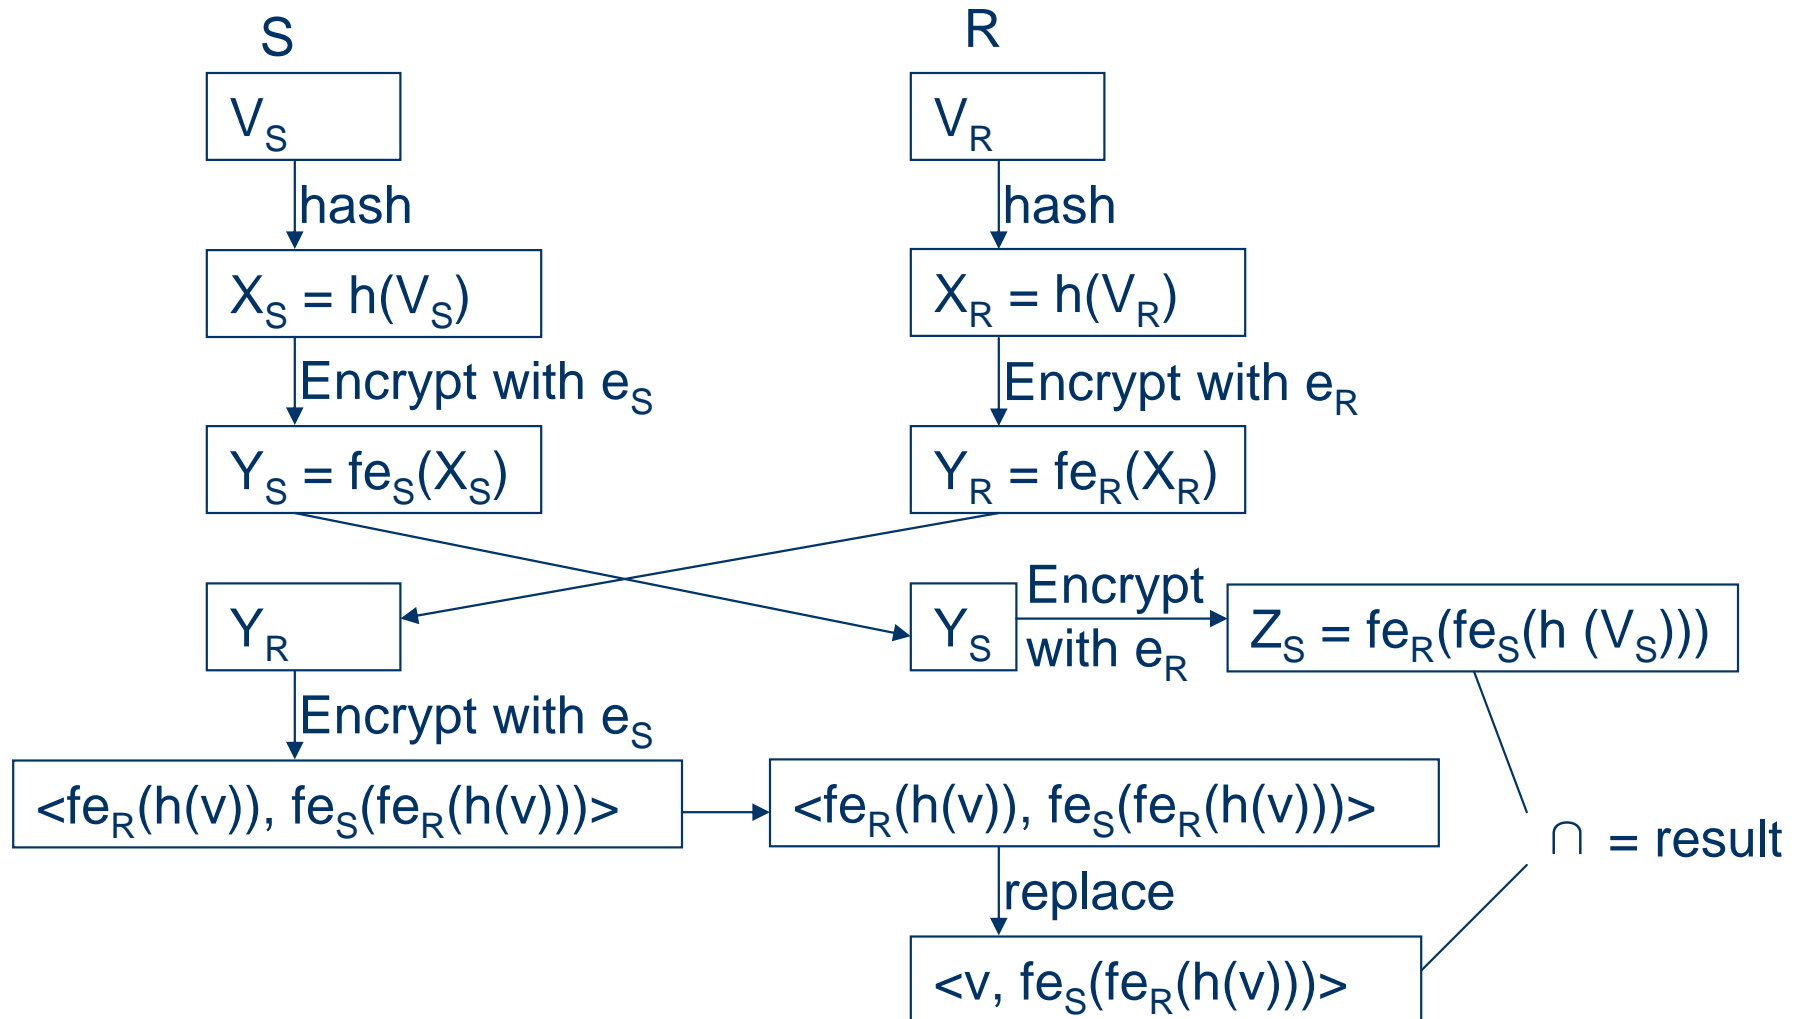 S R
V_S V_R
hash hash
X_S = h(V_S) X_R = h(V_R)
Encrypt with e_S Encrypt with e_R
Y_S = fe_S(X_S) Y_R = fe_R(X_R)
Y_R Y_S Encrypt with e_R Z_S = fe_R(fe_S(h (V_S)))
Encrypt with e_S
<fe_R(h(v)), fe_S(fe_R(h(v)))> <fe_R(h(v)), fe_S(fe_R(h(v)))>
∩ = result
replace
<v, fe_S(fe_R(h(v)))>